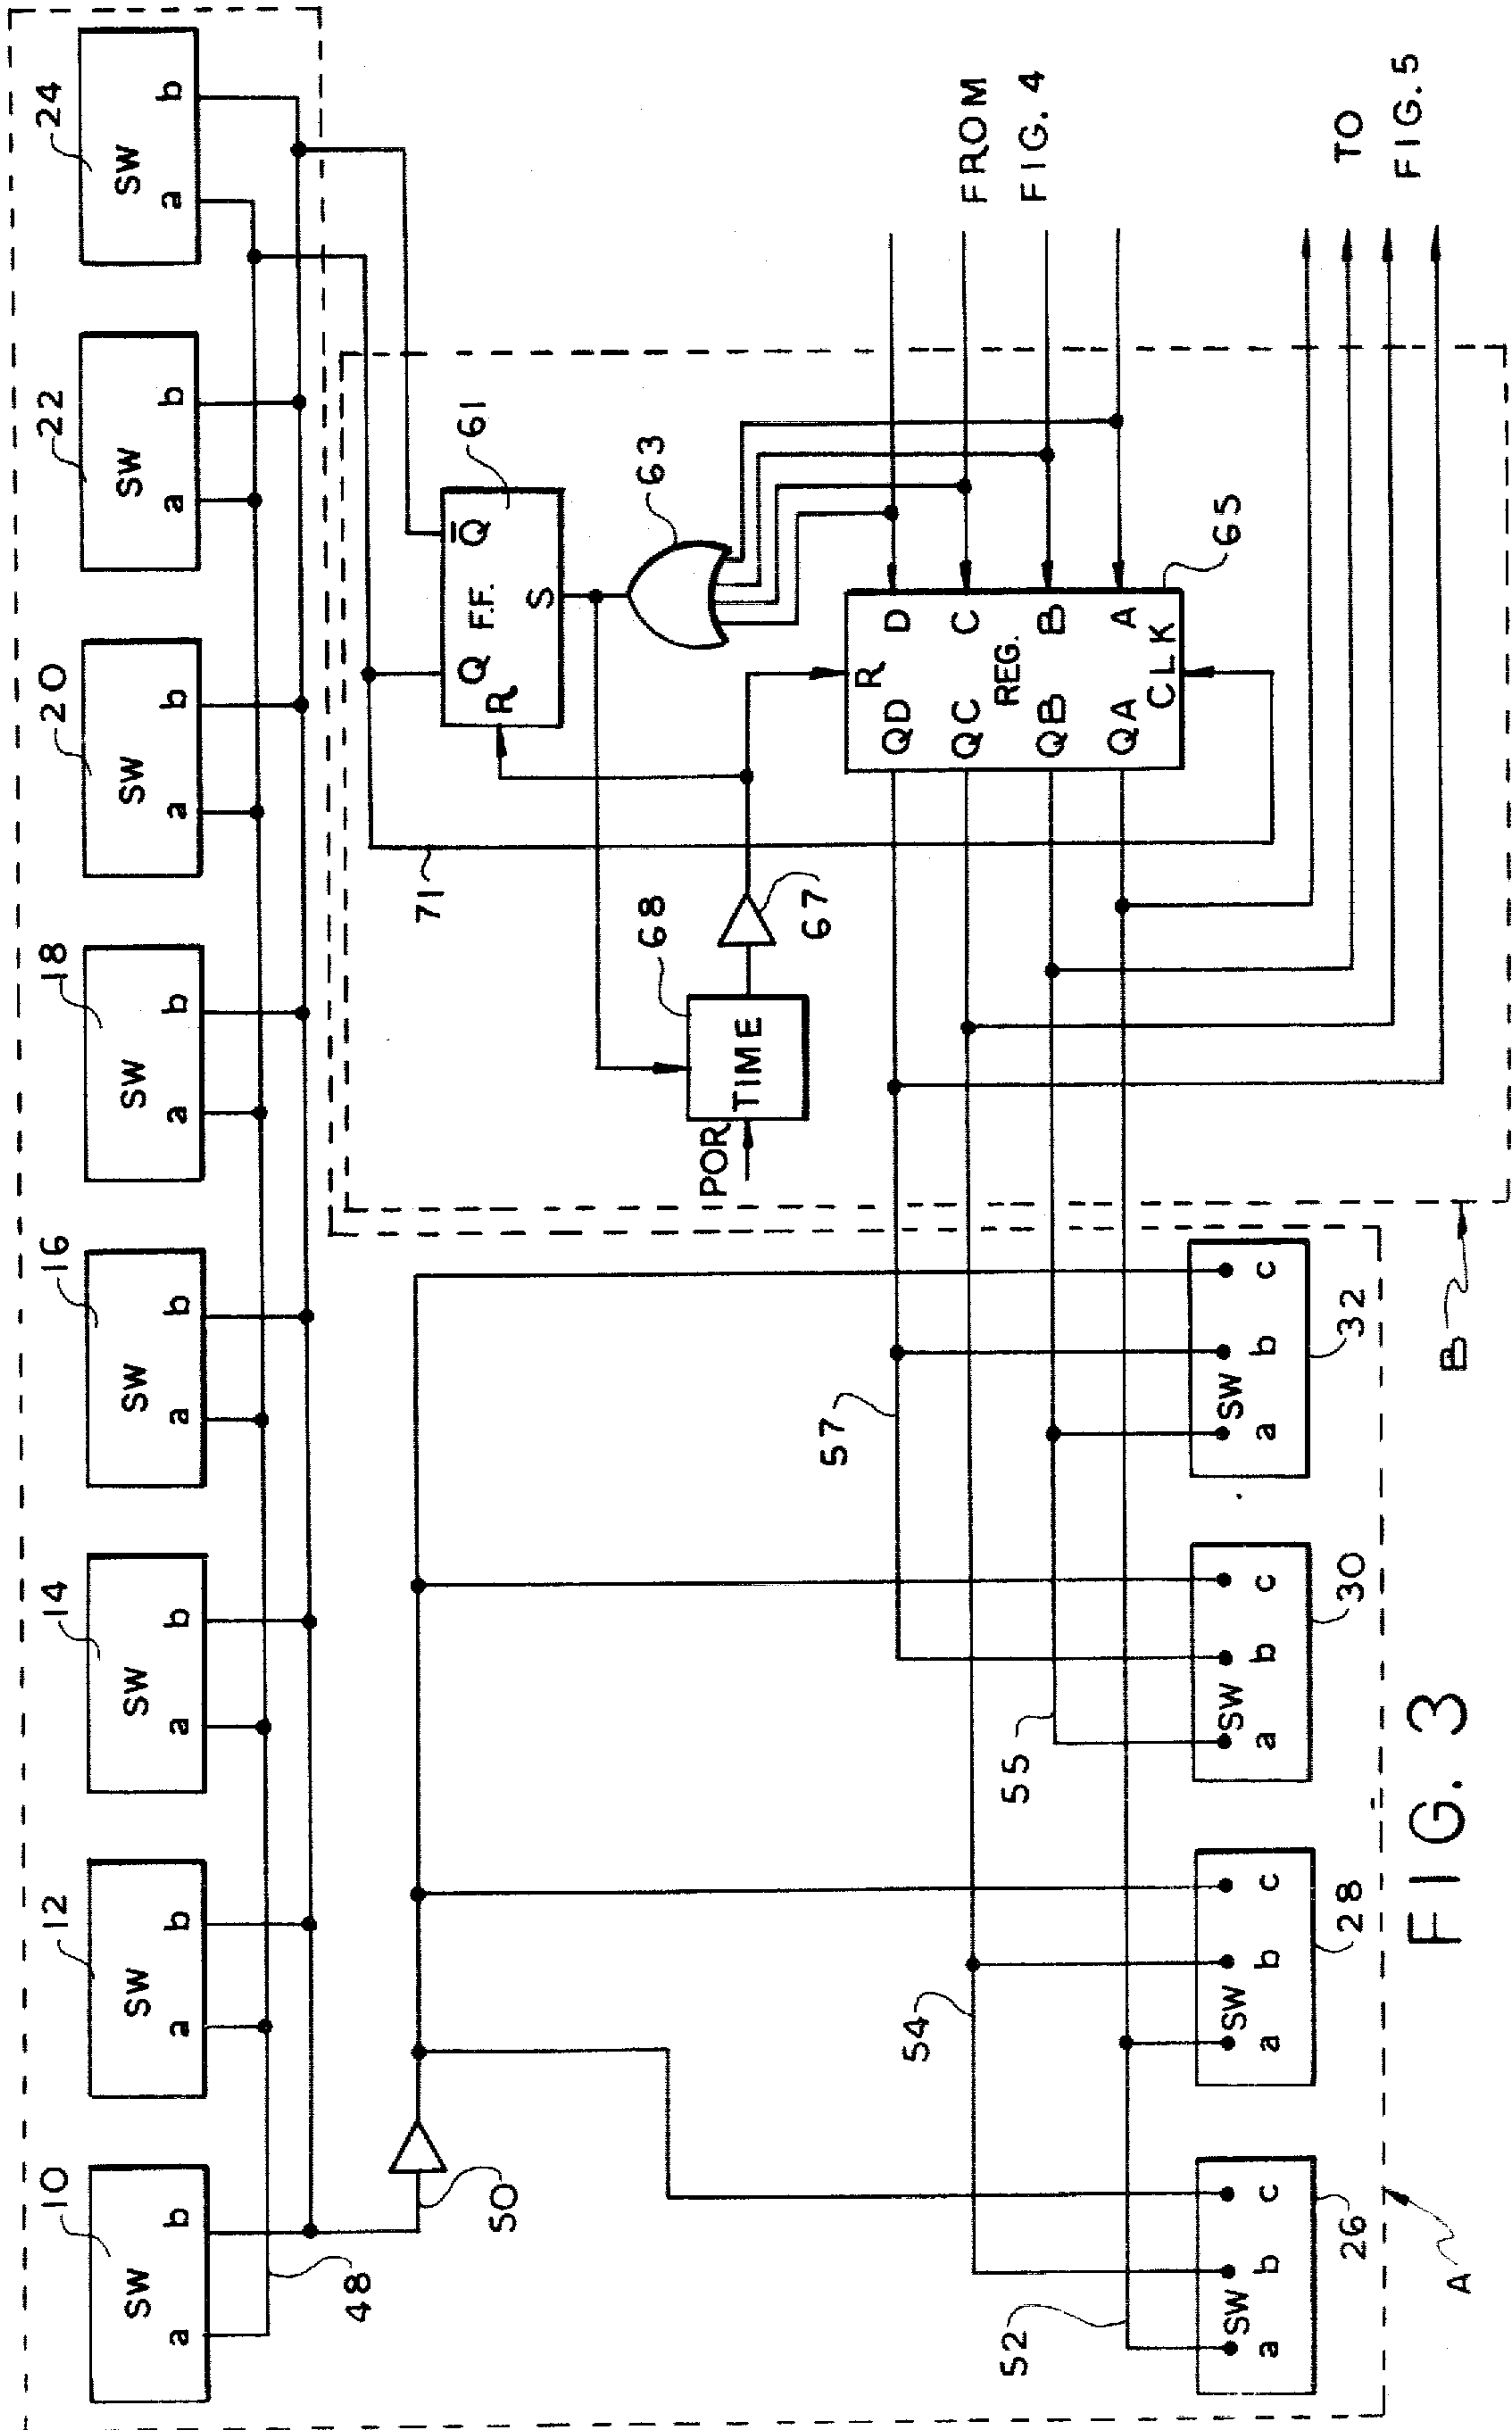 10
SW
a b
12
SW
a b
14
SW
a b
16
SW
a b
18
SW
a b
20
SW
a b
22
SW
a b
24
SW
a b
48
50
71
61
Q Q̄
F.F.
R S
63
68
POR
TIME
67
R
QD D
QC C
REG.
QB B
QA A
CLK
65
FROM
FIG. 4
TO
FIG. 5
57
54
55
52
SW
a b c
26
SW
a b c
28
SW
a b c
30
SW
a b c
32
A
B
FIG. 3